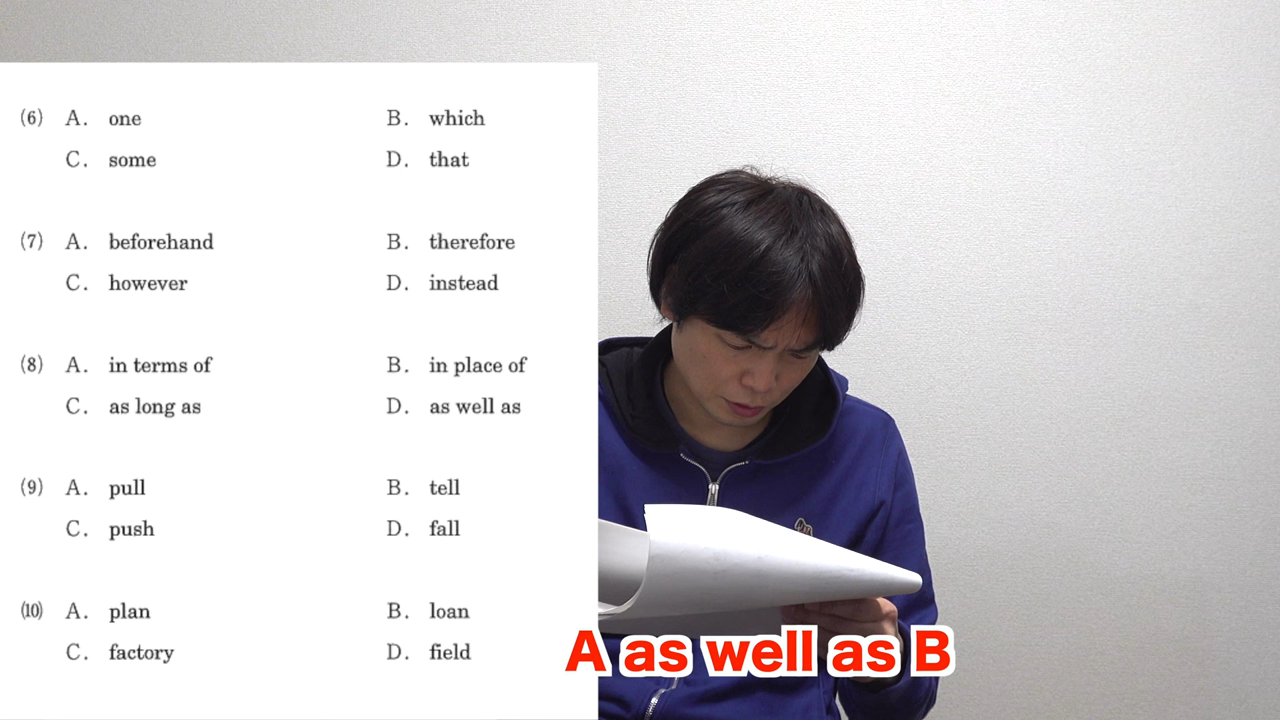 (6) A. one B. which
C. some D. that
(7) A. beforehand B. therefore
C. however D. instead
(8) A. in terms of B. in place of
C. as long as D. as well as
(9) A. pull B. tell
C. push D. fall
(10) A. plan B. loan
C. factory D. field
A as well as B